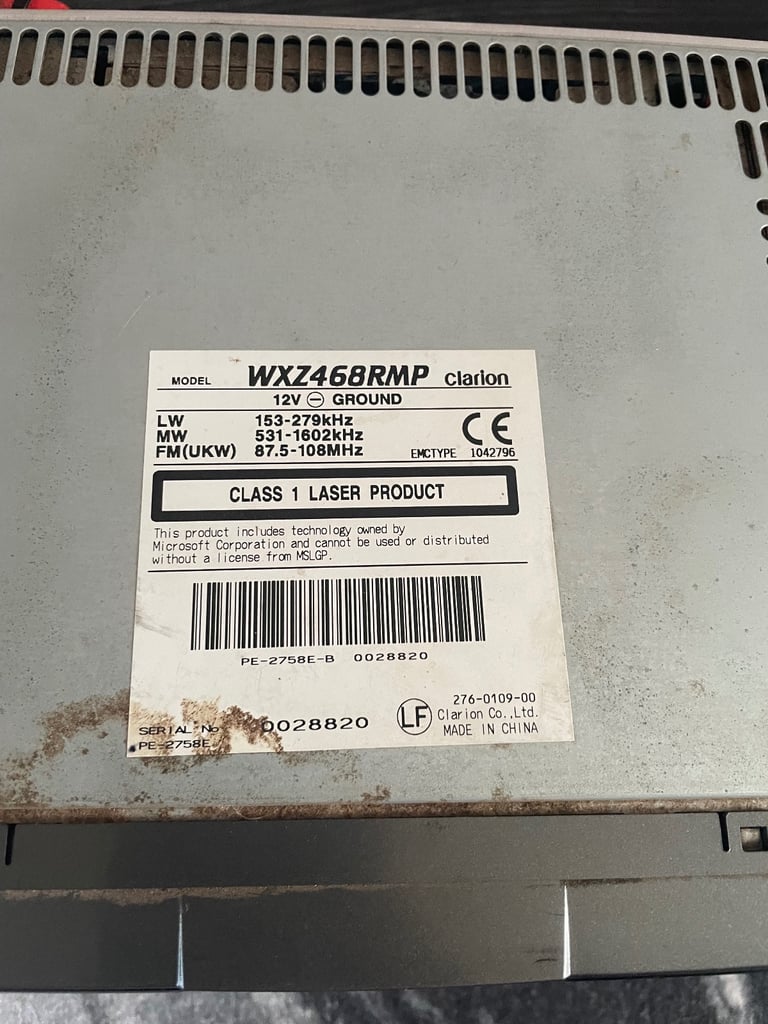 MODEL WXZ468RMP clarion
12V ⊖ GROUND
LW 153-279kHz
MW 531-1602kHz
FM(UKW) 87.5-108MHz
CE
EMCTYPE 1042796
CLASS 1 LASER PRODUCT
This product includes technology owned by
Microsoft Corporation and cannot be used or distributed
without a license from MSLGP.
PE-2758E-B 0028820
SERIAL No 0028820
PE-2758E
LF
276-0109-00
Clarion Co.,Ltd.
MADE IN CHINA